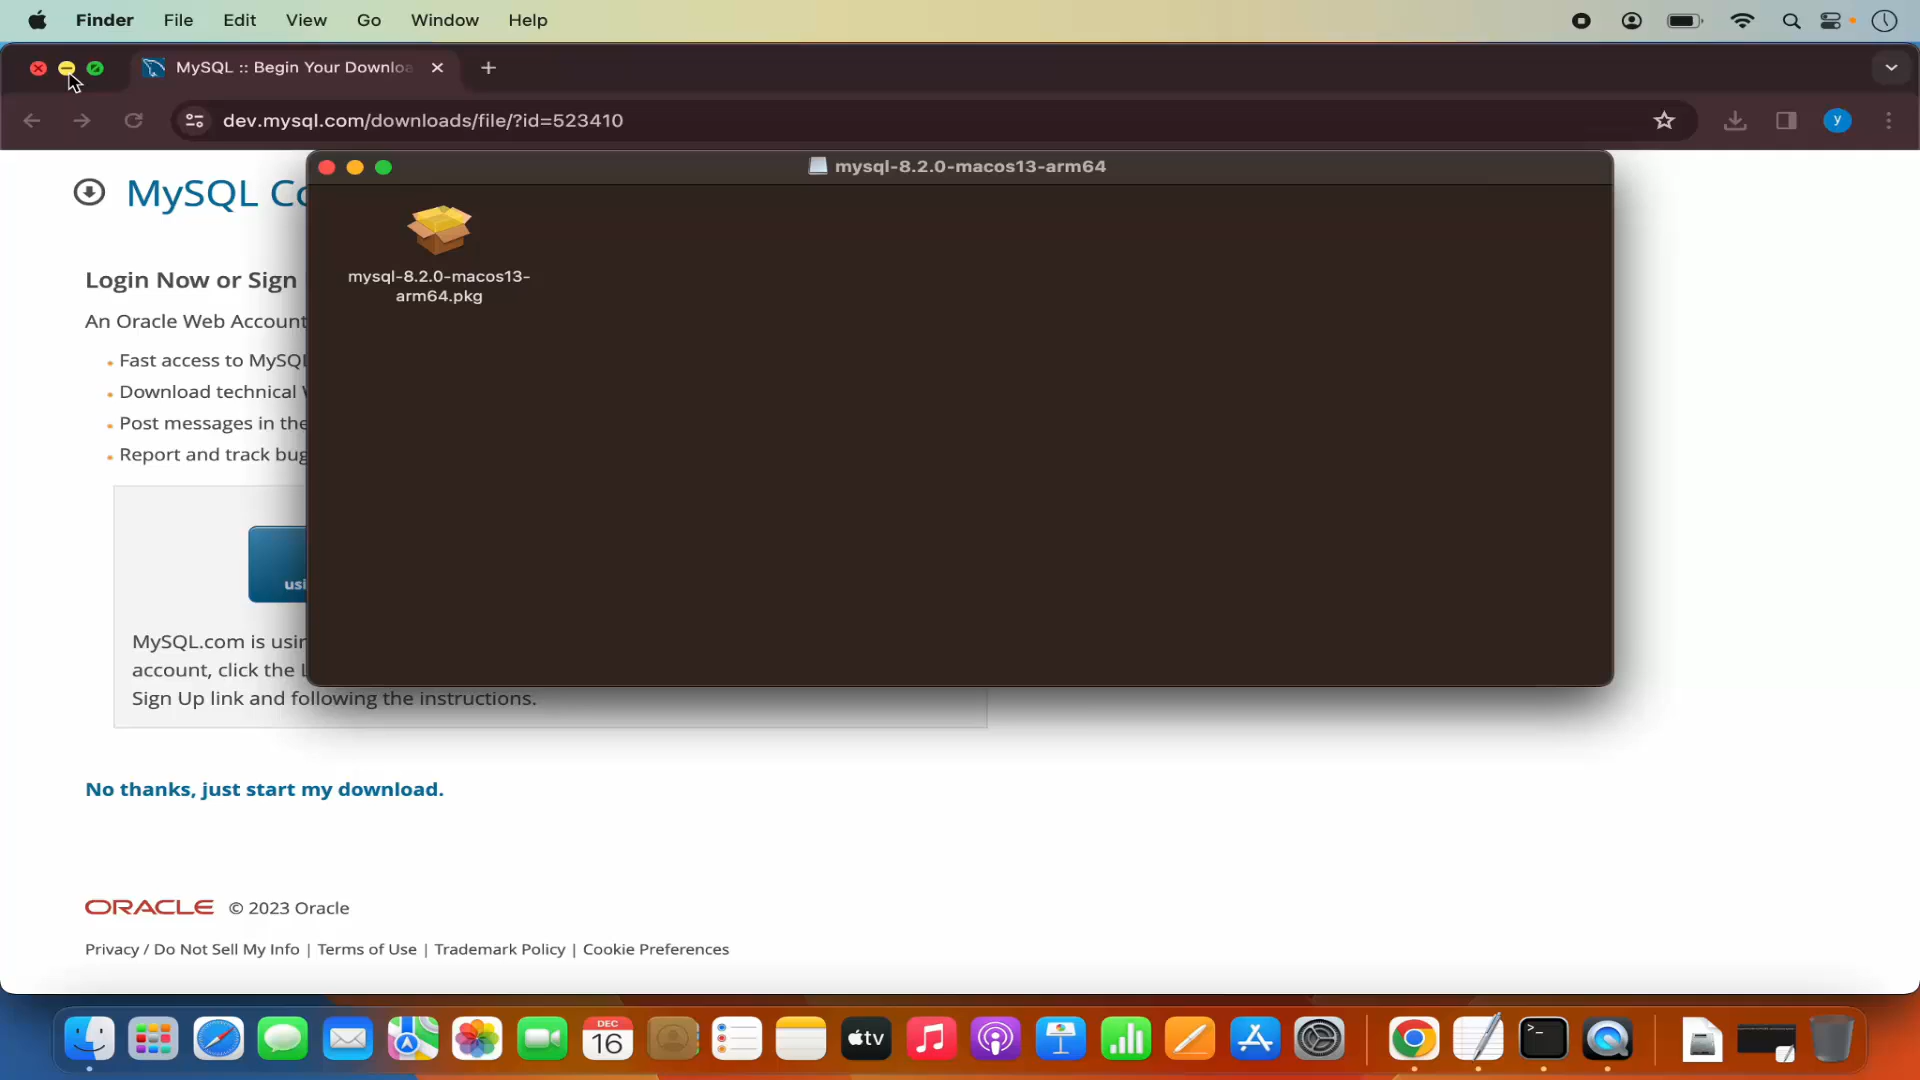 Finder File Edit View Go Window Help
MySQL :: Begin Your Downlo
dev.mysql.com/downloads/file/?id=523410
y
mysql-8.2.0-macos13-arm64
MySQL Co
mysql-8.2.0-macos13-
arm64.pkg
Login Now or Sign
An Oracle Web Account
Fast access to MySQL
Download technical
Post messages in the
Report and track bug
usi
MySQL.com is usin
account, click the L
Sign Up link and following the instructions.
No thanks, just start my download.
ORACLE © 2023 Oracle
Privacy / Do Not Sell My Info | Terms of Use | Trademark Policy | Cookie Preferences
DEC
16
tv
>_